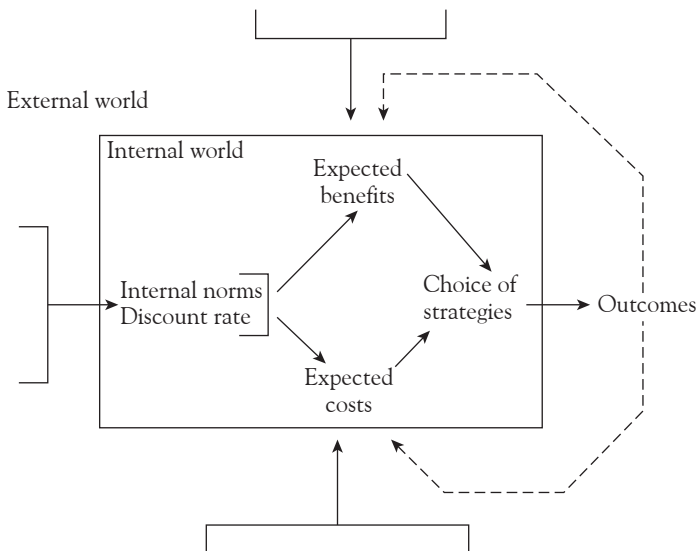 External world
Internal world
Expected
benefits
Internal norms
Discount rate
Choice of
strategies
Outcomes
Expected
costs